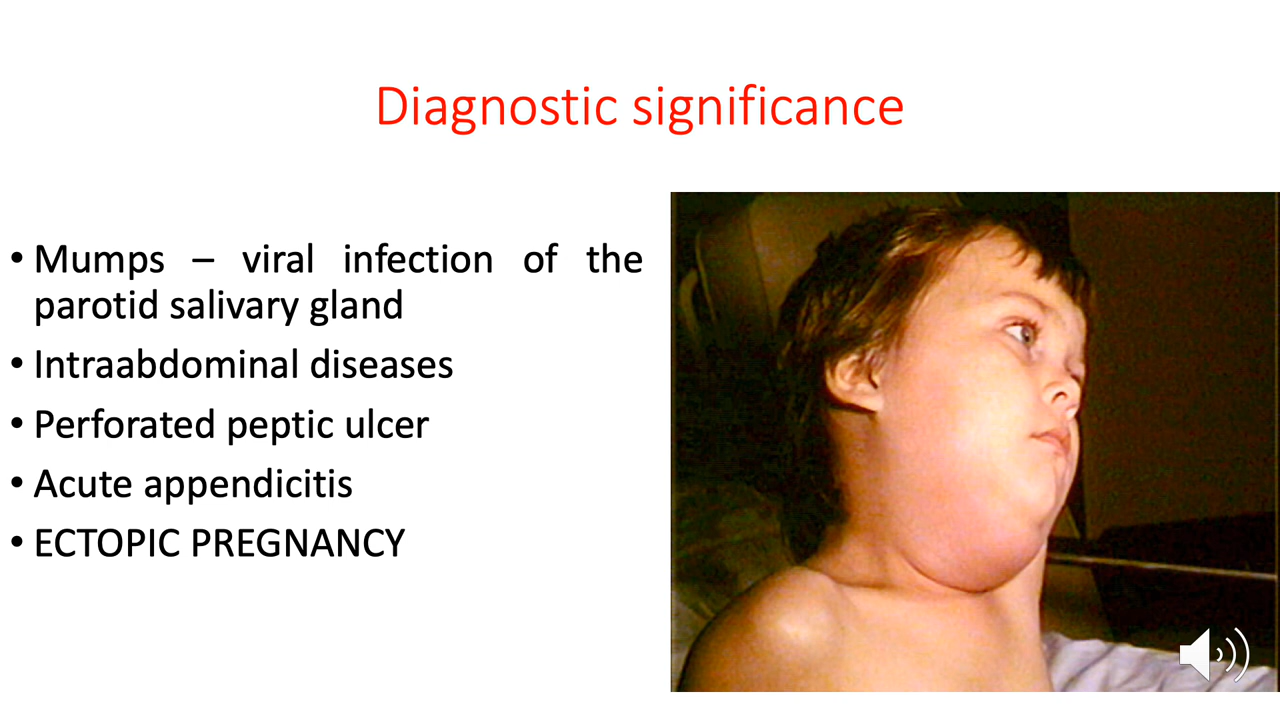 Diagnostic significance
• Mumps – viral infection of the
parotid salivary gland
• Intraabdominal diseases
• Perforated peptic ulcer
• Acute appendicitis
• ECTOPIC PREGNANCY